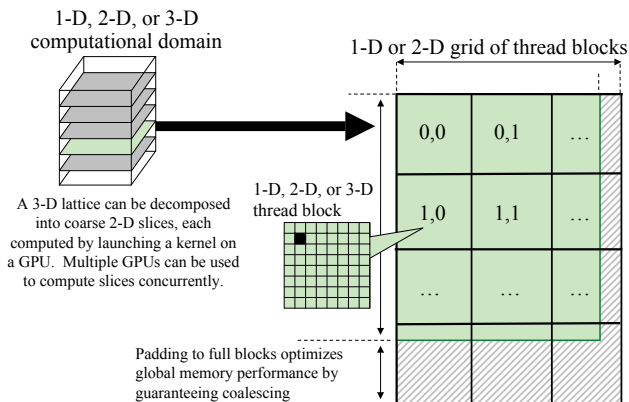 1-D, 2-D, or 3-D
computational domain
1-D or 2-D grid of thread blocks
0,0
0,1
…
A 3-D lattice can be decomposed
into coarse 2-D slices, each
computed by launching a kernel on
a GPU.  Multiple GPUs can be used
to compute slices concurrently.
1-D, 2-D, or 3-D
thread block
1,0
1,1
…
…
…
…
Padding to full blocks optimizes
global memory performance by
guaranteeing coalescing